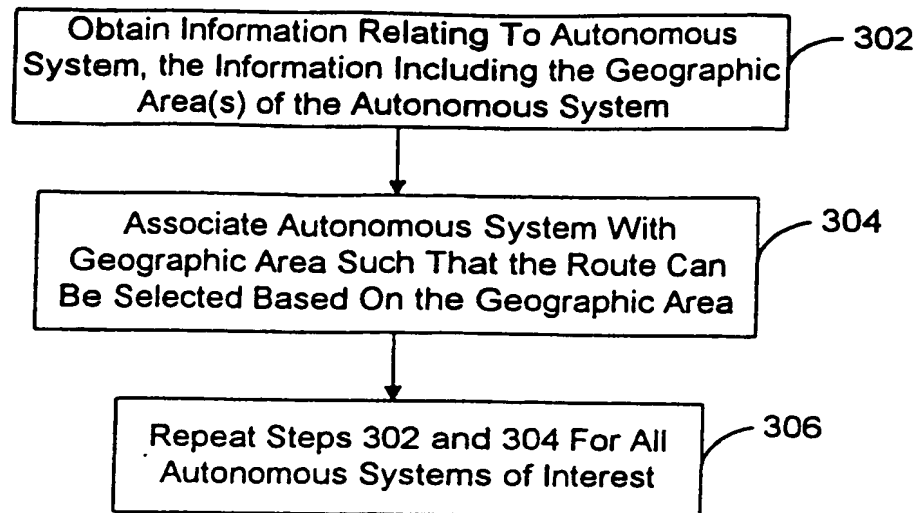 Obtain Information Relating To Autonomous
System, the Information Including the Geographic
Area(s) of the Autonomous System
302
Associate Autonomous System With
Geographic Area Such That the Route Can
Be Selected Based On the Geographic Area
304
Repeat Steps 302 and 304 For All
Autonomous Systems of Interest
306